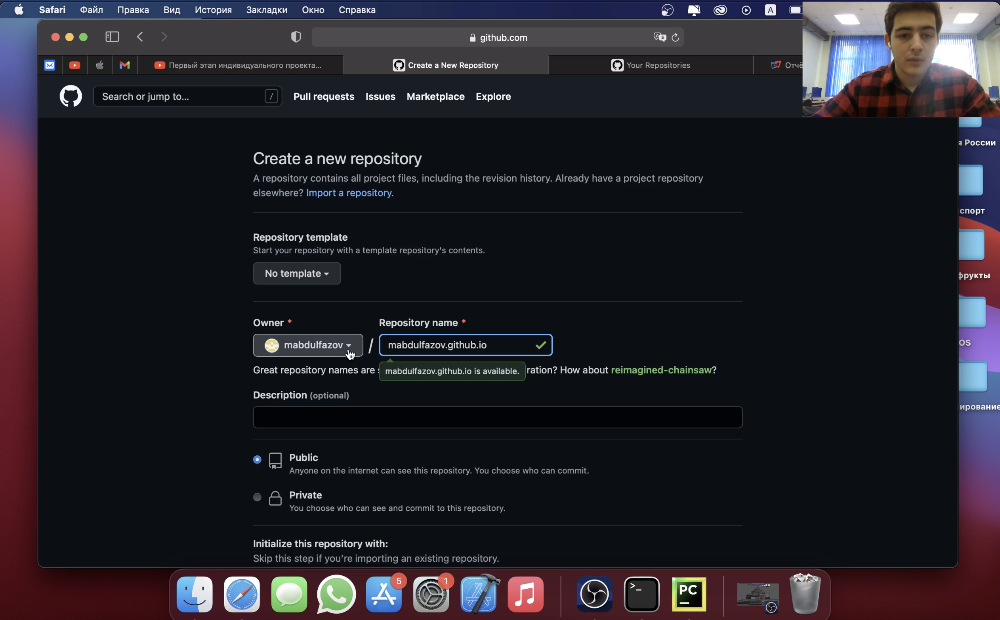 Safari Файл Правка Вид История Закладки Окно Справка A
github.com
Первый этап индивидуального проекта... Create a New Repository Your Repositories
Search or jump to... / Pull requests Issues Marketplace Explore
Create a new repository
A repository contains all project files, including the revision history. Already have a project repository
elsewhere? Import a repository.
Repository template
Start your repository with a template repository's contents.
No template
Owner * Repository name *
mabdulfazov / mabdulfazov.github.io
Great repository names are mabdulfazov.github.io is available. iration? How about reimagined-chainsaw?
Description (optional)
Public
Anyone on the internet can see this repository. You choose who can commit.
Private
You choose who can see and commit to this repository.
Initialize this repository with:
Skip this step if you're importing an existing repository.
я России
спорт
фрукты
OS
ирование
5 1 >_ PC